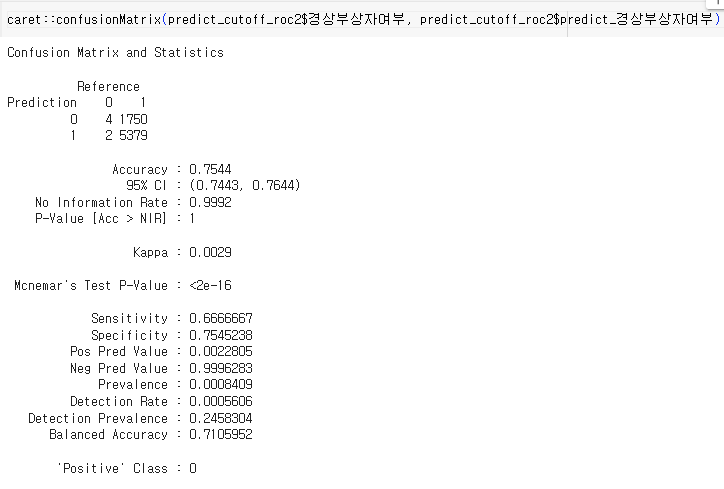 caret::confusionMatrix(predict_cutoff_roc2$경상부상자여부, predict_cutoff_roc2$predict_경상부상자여부)
Confusion Matrix and Statistics
Reference
Prediction 0 1
0 4 1750
1 2 5379
Accuracy : 0.7544
95% CI : (0.7443, 0.7644)
No Information Rate : 0.9992
P-Value [Acc > NIR] : 1
Kappa : 0.0029
Mcnemar's Test P-Value : <2e-16
Sensitivity : 0.6666667
Specificity : 0.7545238
Pos Pred Value : 0.0022805
Neg Pred Value : 0.9996283
Prevalence : 0.0008409
Detection Rate : 0.0005606
Detection Prevalence : 0.2458304
Balanced Accuracy : 0.7105952
'Positive' Class : 0